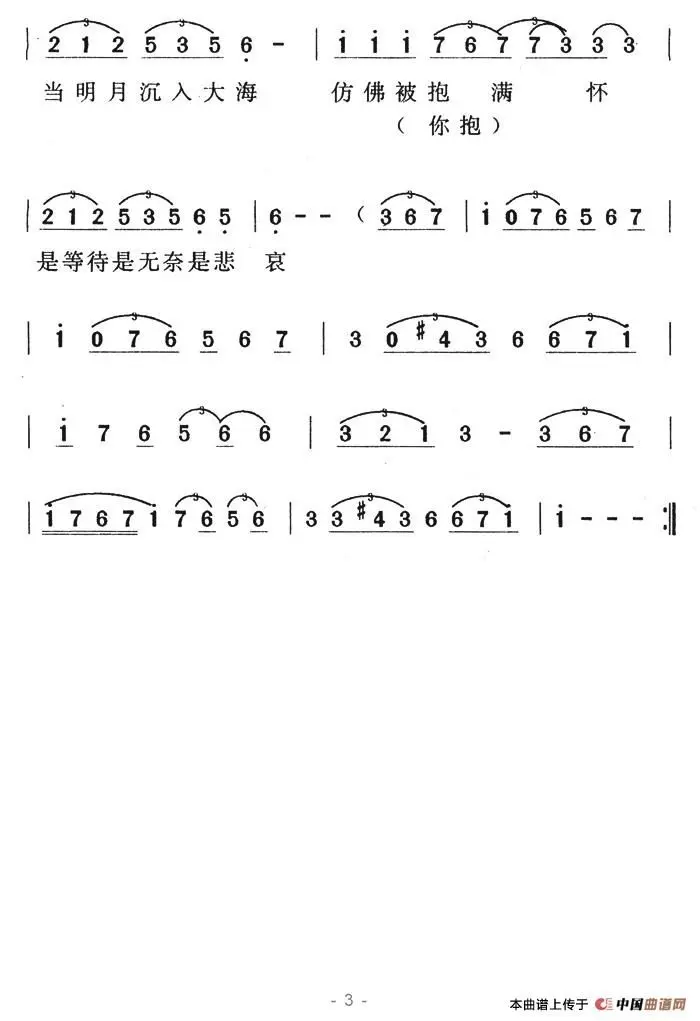 | 2 1 2 5 3 5 6 - | i i i 7 6 7 7 3 3 3 3 |
当明月沉入大海 仿佛被抱 满 怀
( 你抱 )
| 2 1 2 5 3 5 6 5 | 6 - - ( 3 6 7 | i 0 7 6 5 6 7 |
是等待是无奈是悲 哀
| i 0 7 6 5 6 7 | 3 0 #4 3 6 6 7 i |
| i 7 6 5 6 6 | 3 2 1 3 - 3 6 7 |
| i 7 6 7 i 7 6 5 6 | 3 3 #4 3 6 6 7 i | i - - - :||
- 3 -
本曲谱上传于 中国曲谱网